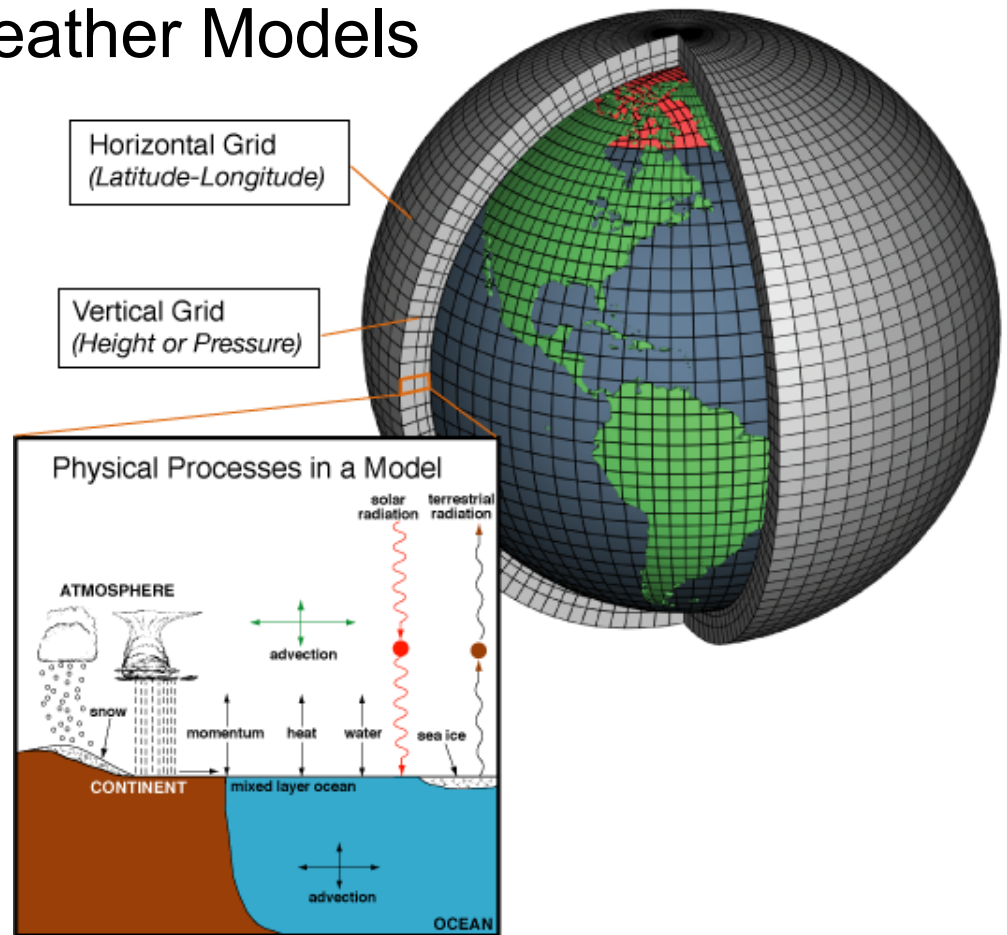 eather Models
Horizontal Grid
(Latitude-Longitude)
Vertical Grid
(Height or Pressure)
Physical Processes in a Model
solar
radiation
terrestrial
radiation
ATMOSPHERE
advection
snow
momentum
heat
water
sea ice
CONTINENT
mixed layer ocean
advection
OCEAN